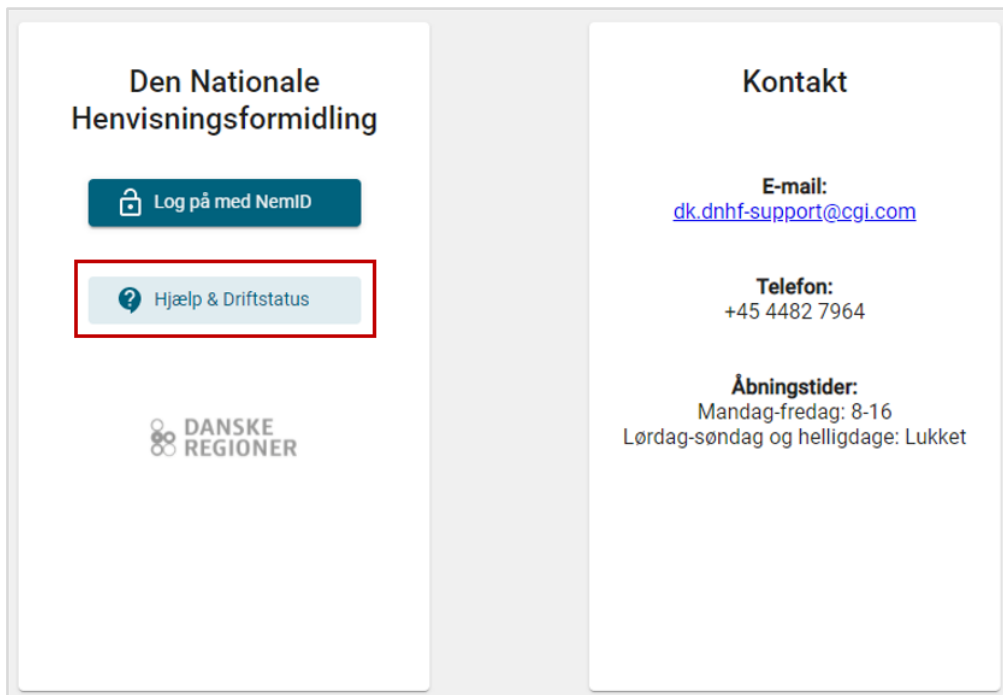 Den Nationale
Henvisningsformidling
Log på med NemID
Hjælp & Driftstatus
DANSKE
REGIONER
Kontakt
E-mail:
dk.dnhf-support@cgi.com
Telefon:
+45 4482 7964
Åbningstider:
Mandag-fredag: 8-16
Lørdag-søndag og helligdage: Lukket